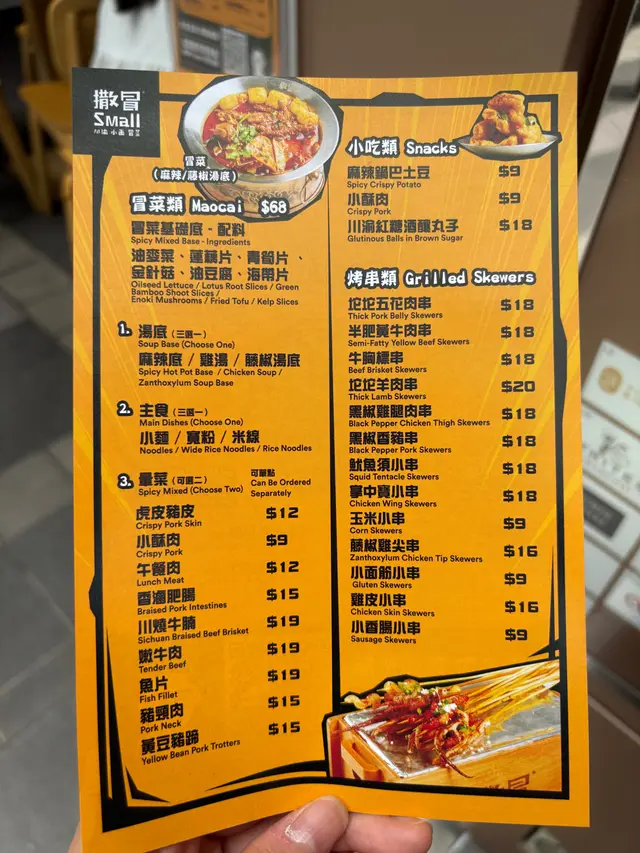 撒冒
Small
川渝 小面 冒菜
冒菜
(麻辣/藤椒湯底)
冒菜類 Maocai $68
冒菜基礎底 - 配料
Spicy Mixed Base - Ingredients
油麥菜、蓮藕片、青筍片、
金針菇、油豆腐、海帶片
Oilseed Lettuce / Lotus Root Slices / Green
Bamboo Shoot Slices /
Enoki Mushrooms / Fried Tofu / Kelp Slices
1. 湯底 (三選一)
Soup Base (Choose One)
麻辣底 / 雞湯 / 藤椒湯底
Spicy Hot Pot Base / Chicken Soup /
Zanthoxylum Soup Base
2. 主食 (三選一)
Main Dishes (Choose One)
小麵 / 寬粉 / 米線
Noodles / Wide Rice Noodles / Rice Noodles
3. 葷菜 (可選二)
Spicy Mixed (Choose Two)
可單點
Can Be Ordered
Separately
虎皮豬皮 $12
Crispy Pork Skin
小酥肉 $9
Crispy Pork
午餐肉 $12
Lunch Meat
香滷肥腸 $15
Braised Pork Intestines
川燒牛腩 $19
Sichuan Braised Beef Brisket
嫩牛肉 $19
Tender Beef
魚片 $19
Fish Fillet
豬頸肉 $15
Pork Neck
黃豆豬蹄 $15
Yellow Bean Pork Trotters
小吃類 Snacks
麻辣鍋巴土豆 $9
Spicy Crispy Potato
小酥肉 $9
Crispy Pork
川渝紅糖酒釀丸子 $18
Glutinous Balls in Brown Sugar
烤串類 Grilled Skewers
坨坨五花肉串 $18
Thick Pork Belly Skewers
半肥黃牛肉串 $18
Semi-Fatty Yellow Beef Skewers
牛胸標串 $18
Beef Brisket Skewers
坨坨羊肉串 $20
Thick Lamb Skewers
黑椒雞腿肉串 $18
Black Pepper Chicken Thigh Skewers
黑椒香豬串 $18
Black Pepper Pork Skewers
魷魚須小串 $18
Squid Tentacle Skewers
掌中寶小串 $18
Chicken Wing Skewers
玉米小串 $9
Corn Skewers
藤椒雞尖串 $16
Zanthoxylum Chicken Tip Skewers
小面筋小串 $9
Gluten Skewers
雞皮小串 $16
Chicken Skin Skewers
小香腸小串 $9
Sausage Skewers
撒冒